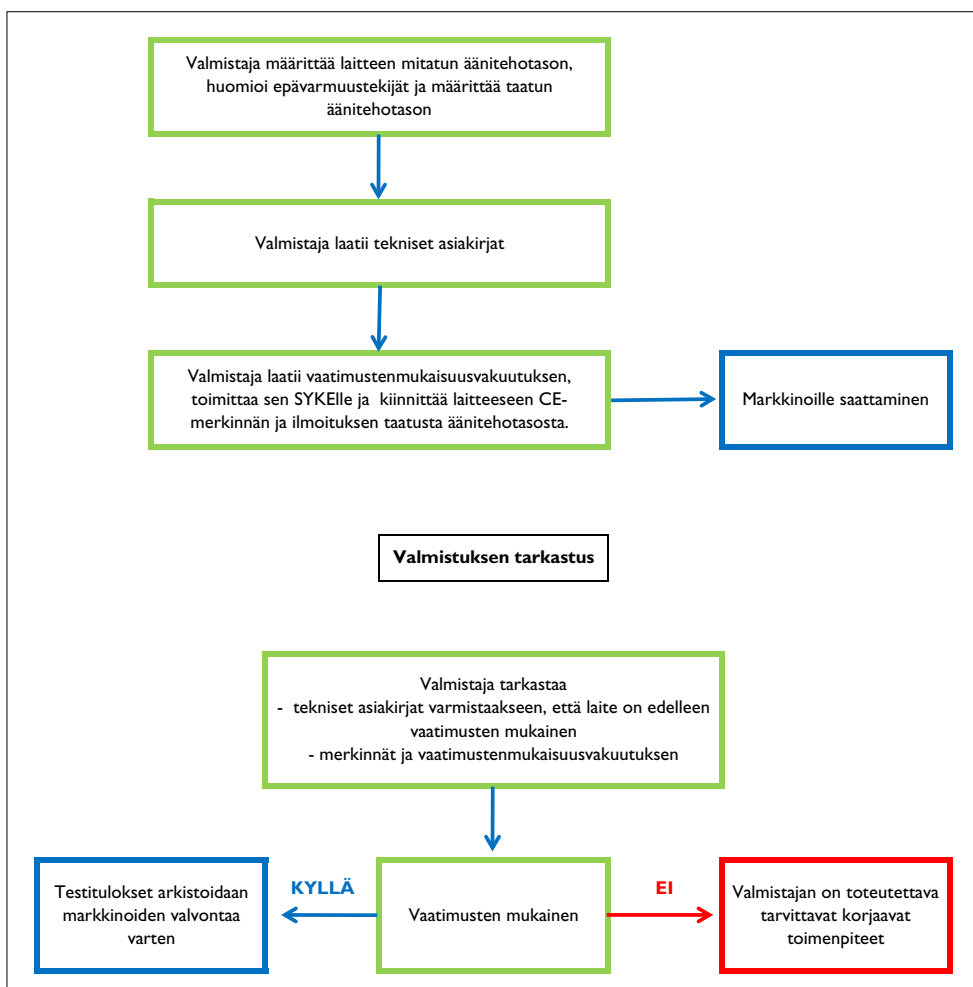 Valmistaja määrittää laitteen mitatun äänitehotason,
huomioi epävarmuustekijät ja määrittää taatun
äänitehotason
Valmistaja laatii tekniset asiakirjat
Valmistaja laatii vaatimustenmukaisuusvakuutuksen,
toimittaa sen SYKElle ja kiinnittää laitteeseen CE-
merkinnän ja ilmoituksen taatusta äänitehotasosta.
Markkinoille saattaminen
Valmistuksen tarkastus
Valmistaja tarkastaa
- tekniset asiakirjat varmistaakseen, että laite on edelleen
vaatimusten mukainen
- merkinnät ja vaatimustenmukaisuusvakuutuksen
Testitulokset arkistoidaan
markkinoiden valvontaa
varten
KYLLÄ
Vaatimusten mukainen
EI
Valmistajan on toteutettava
tarvittavat korjaavat
toimenpiteet